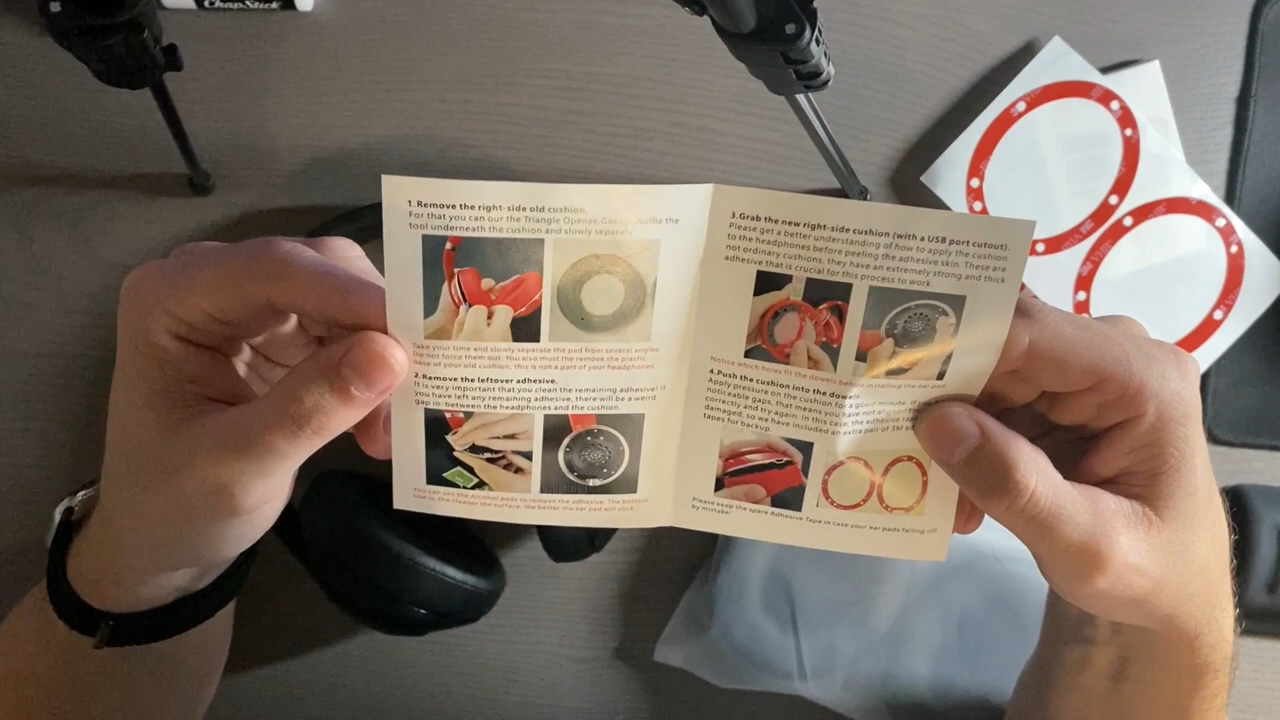 ChapStick
1.Remove the right-side old cushion.
For that you can our the Triangle Opener. Gently shuffle the
tool underneath the cushion and slowly separate
Take your time and slowly separate the pad from several angles.
Do not force them out. You also must the remove the plastic
base of your old cushion, this is not a part of your headphones.
2.Remove the leftover adhesive.
It is very important that you clean the remaining adhesive! If
you have left any remaining adhesive, there will be a weird
gap in-between the headphones and the cushion.
You can use the Alcohol pads to remove the adhesive. The bottom
line is, the cleaner the surface, the better the ear pad will stick.
3.Grab the new right-side cushion (with a USB port cutout).
Please get a better understanding of how to apply the cushion
to the headphones before peeling the adhesive skin. These are
not ordinary cushions, they have an extremely strong and thick
adhesive that is crucial for this process to work.
Notice which holes fit the dowels before installing the ear pad
4.Push the cushion into the dowels.
Apply pressure on the cushion for a good minute. If
noticeable gaps, that means you have not
correctly and try again. In this case, the adhesive
damaged, so we have included an extra pair of 3M
tapes for backup.
Please keep the spare Adhesive Tape in case your ear pads falling off
by mistake!
3M